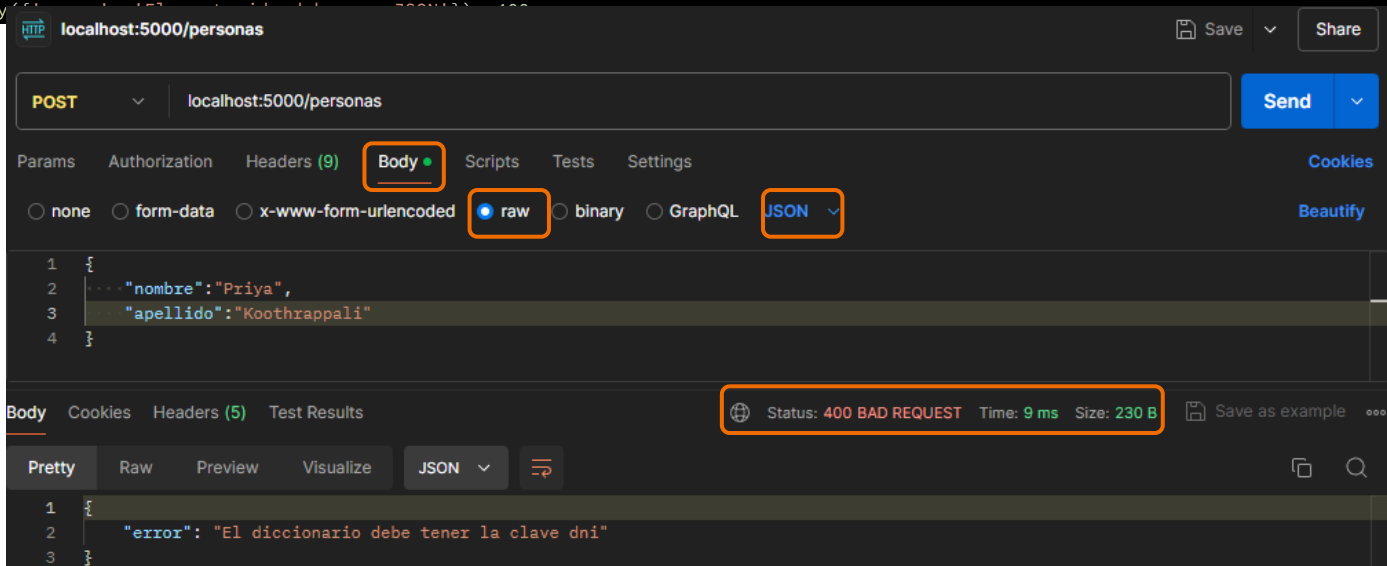 HTTP localhost:5000/personas Save Share
POST localhost:5000/personas Send
Params Authorization Headers (9) Body Scripts Tests Settings Cookies
none form-data x-www-form-urlencoded raw binary GraphQL JSON Beautify
1 {
2 "nombre":"Priya",
3 "apellido":"Koothrappali"
4 }
Body Cookies Headers (5) Test Results Status: 400 BAD REQUEST Time: 9 ms Size: 230 B Save as example
Pretty Raw Preview Visualize JSON
1 {
2 "error": "El diccionario debe tener la clave dni"
3 }